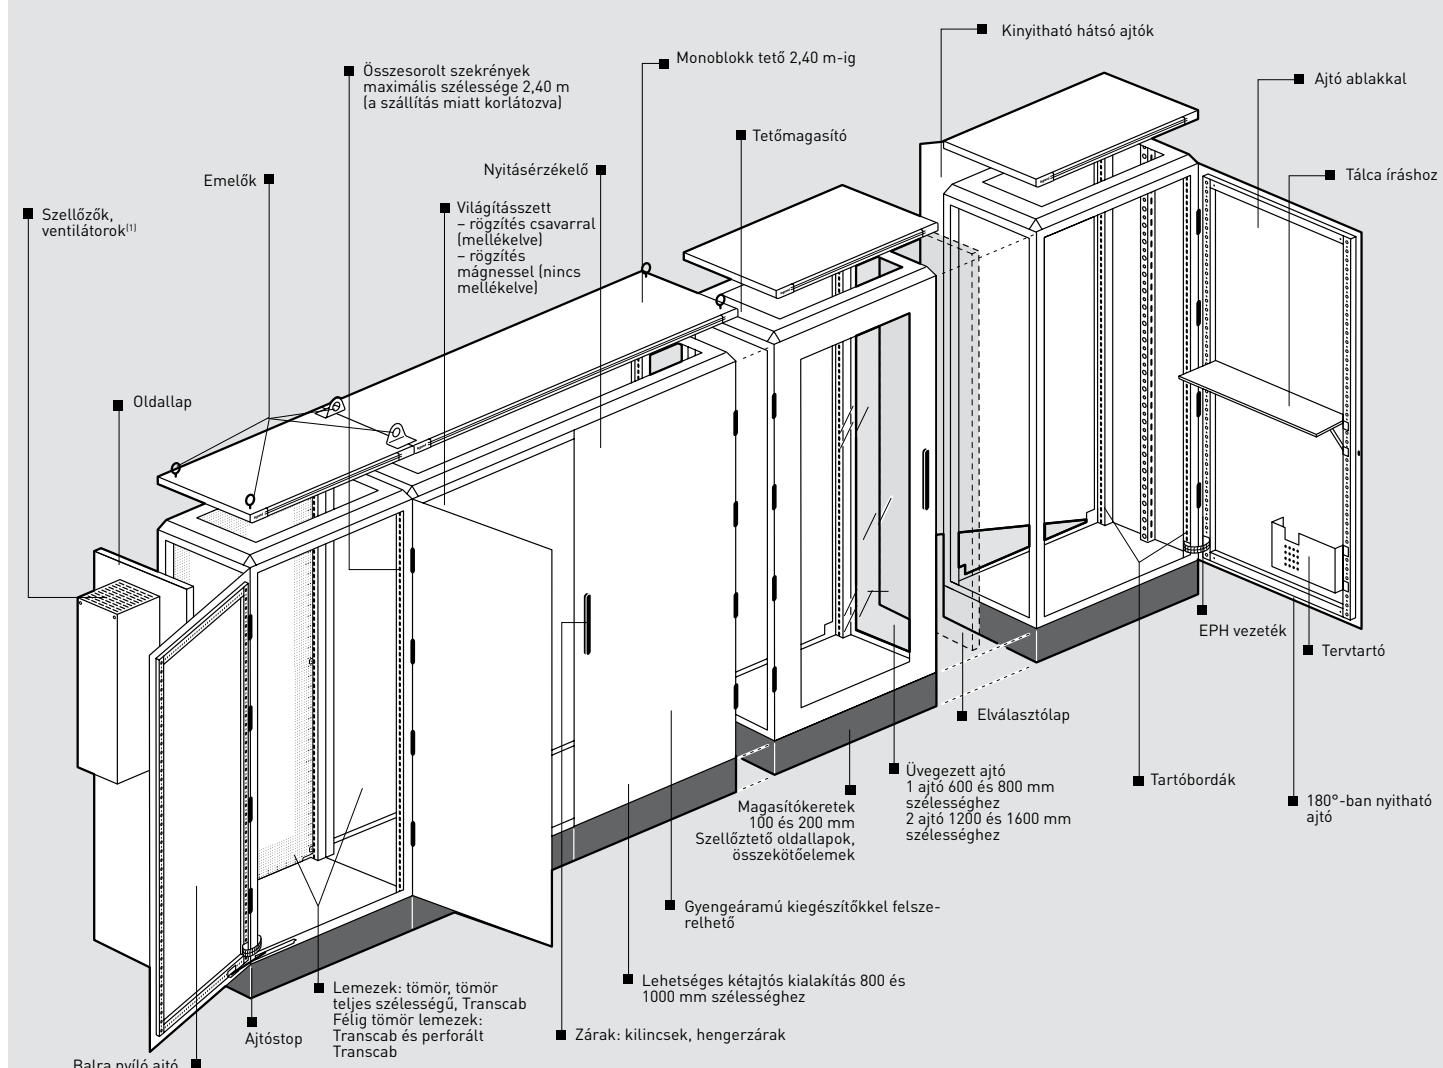 Kinyitható hátsó ajtók
Monoblokk tető 2,40 m-ig
Összesorolt szekrények
maximális szélessége 2,40 m
(a szállítás miatt korlátozva)
Ajtó ablakkal
Tetőmagasító
Nyitásérzékelő
Tálca íráshoz
Emelők
Világításszett
– rögzítés csavarral
(mellékelve)
– rögzítés
mágnessel (nincs
mellékelve)
Szellőzők,
ventilátorok(1)
Oldallap
EPH vezeték
Tervtartó
Elválasztólap
Üvegezett ajtó
1 ajtó 600 és 800 mm
szélességhez
2 ajtó 1200 és 1600 mm
szélességhez
Tartóbordák
180°-ban nyitható
ajtó
Magasítókeretek
100 és 200 mm
Szellőztető oldallapok,
összekötőelemek
Gyengeáramú kiegészítőkkel felsze-
relhető
Lehetséges kétajtós kialakítás 800 és
1000 mm szélességhez
Lemezek: tömör, tömör
teljes szélességű, Transcab
Félig tömör lemezek:
Transcab és perforált
Transcab
Zárak: kilincsek, hengerzárak
Ajtóstop
Balra nyíló ajtó